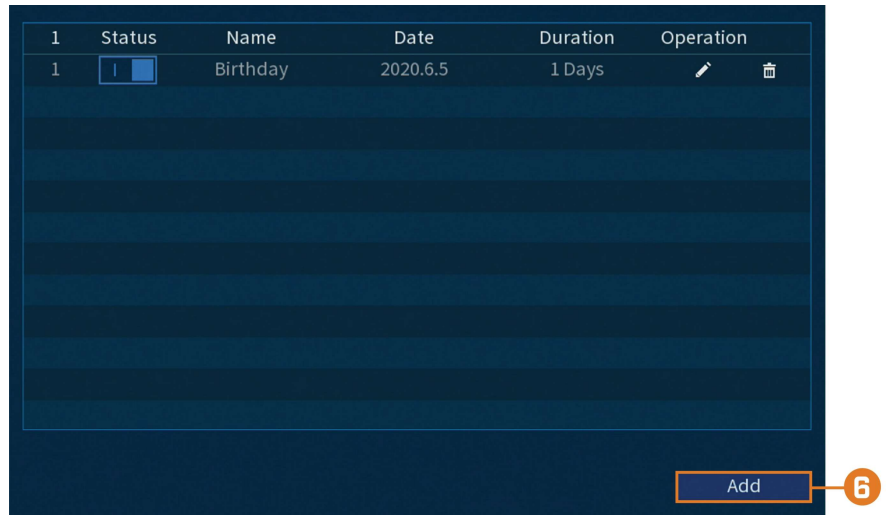 1 Status Name Date Duration Operation
1 Birthday 2020.6.5 1 Days
Add 6